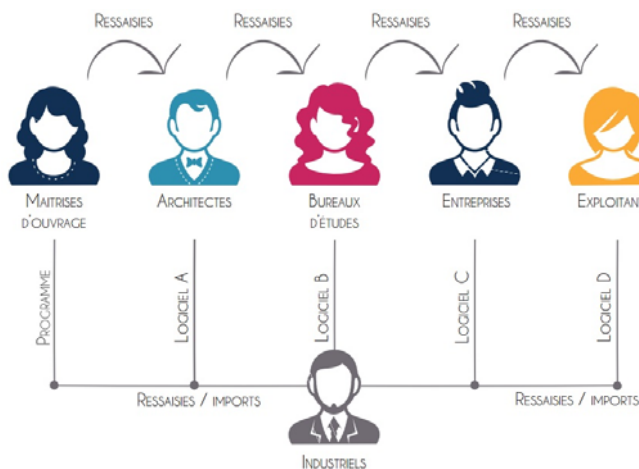 RESSAISIES
RESSAISIES
RESSAISIES
RESSAISIES
MAITRISES
D'OUVRAGE
ARCHITECTES
BUREAUX
D'ÉTUDES
ENTREPRISES
EXPLOITAN
PROGRAMME
LOGICIEL A
LOGICIEL B
LOGICIEL C
LOGICIEL D
RESSAISIES / IMPORTS
RESSAISIES / IMPORTS
INDUSTRIELS